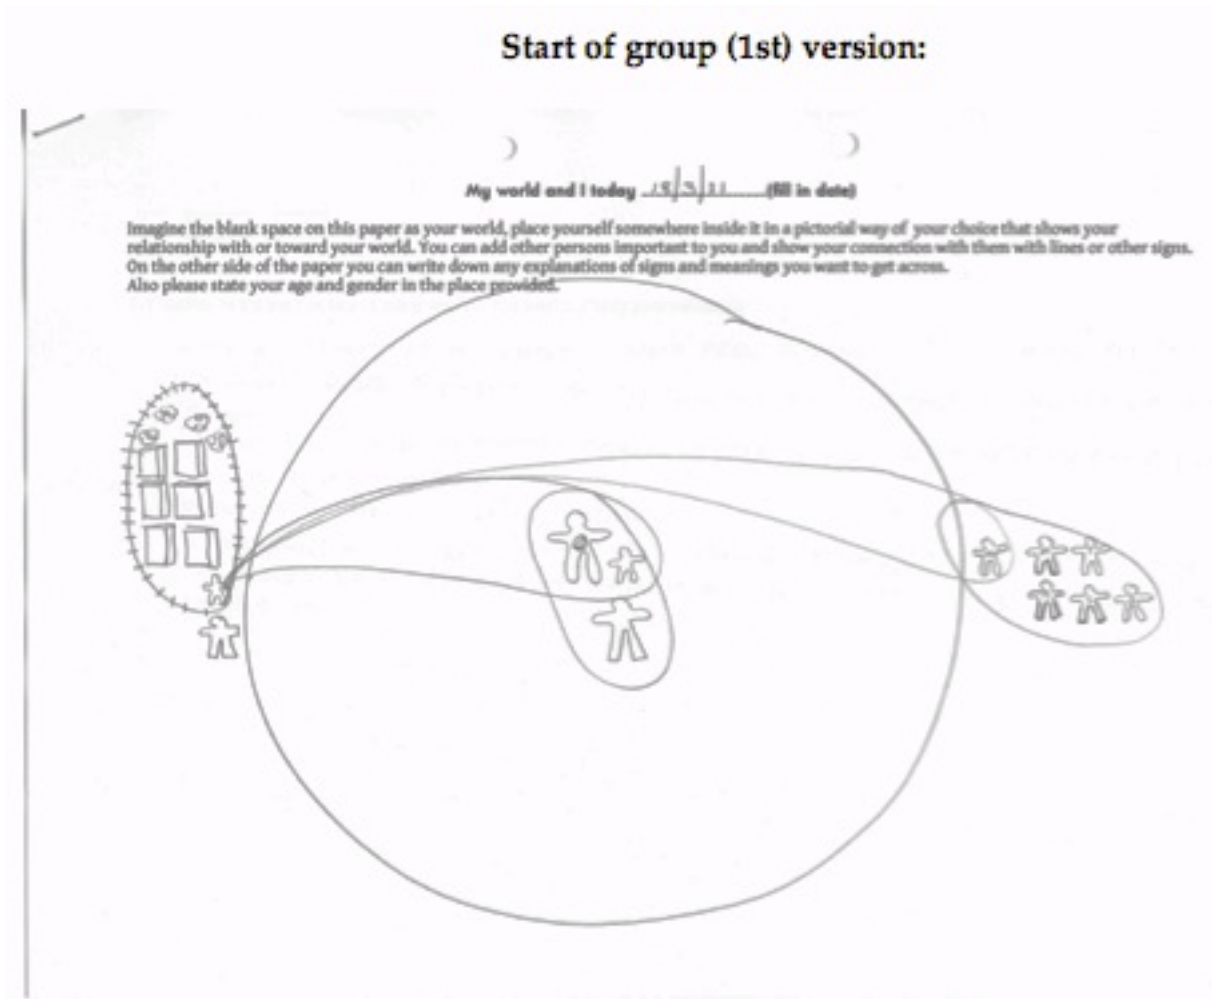 Start of group (1st) version:
My world and I today (fill in date)
Imagine the blank space on this paper as your world, place yourself somewhere inside it in a pictorial way of your choice that shows your
relationship with or toward your world. You can add other persons important to you and show your connection with them with lines or other signs.
On the other side of the paper you can write down any explanations of signs and meanings you want to get across.
Also please state your age and gender in the place provided.